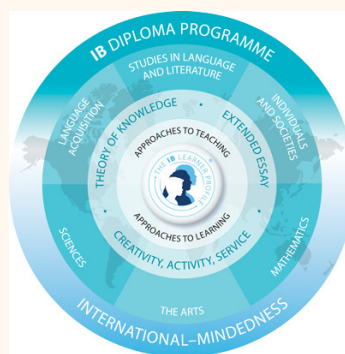 IB DIPLOMA PROGRAMME
STUDIES IN LANGUAGE
AND LITERATURE
LANGUAGE
ACQUISITION
INDIVIDUALS
AND SOCIETIES
THEORY OF KNOWLEDGE
EXTENDED ESSAY
APPROACHES TO TEACHING
THE IB LEARNER PROFILE
APPROACHES TO LEARNING
CREATIVITY, ACTIVITY, SERVICE
SCIENCES
MATHEMATICS
THE ARTS
INTERNATIONAL–MINDEDNESS